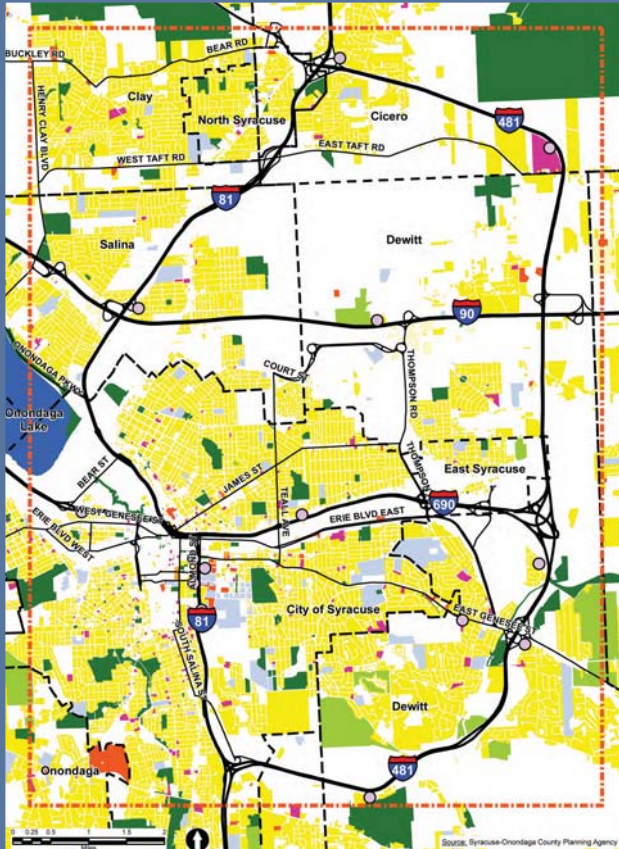 BUCKLEY RD
BEAR RD
HENRY CLAY BLVD
Clay
North Syracuse
Cicero
481
WEST TAFT RD
EAST TAFT RD
81
Salina
Dewitt
90
ONONDAGA PKWY
COURT ST
THOMPSON RD
Onondaga
Lake
BEAR ST
JAMES ST
TEALL AVE
THOMPSON
East Syracuse
690
WEST GENESEE ST
ERIE BLVD EAST
ERIE BLVD WEST
81
City of Syracuse
EAST GENESEE ST
SOUTH SALINA ST
Dewitt
Onondaga
481
0 0.25 0.5 1 1.5 2
Miles
Source: Syracuse-Onondaga County Planning Agency